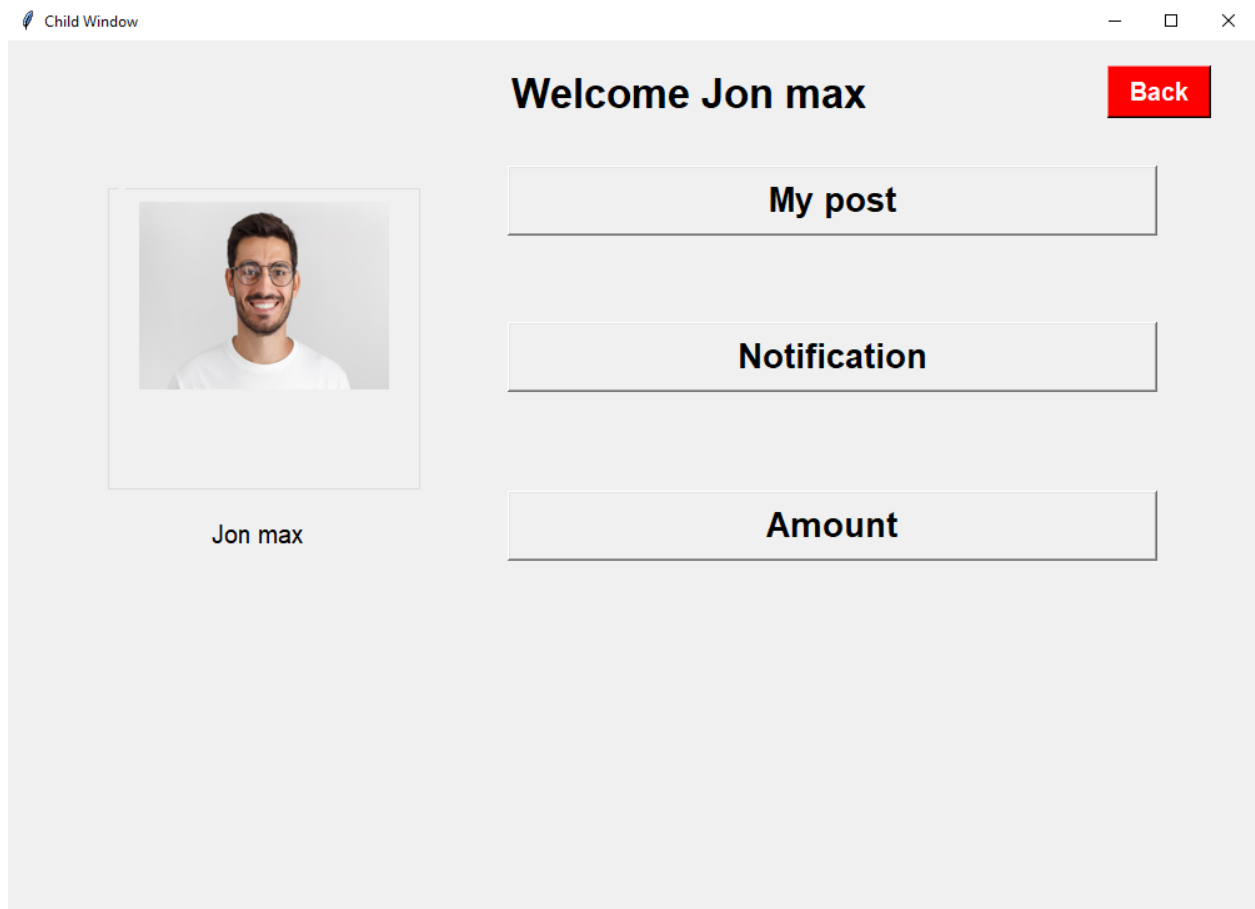 Child Window
Welcome Jon max
Back
My post
Notification
Amount
Jon max